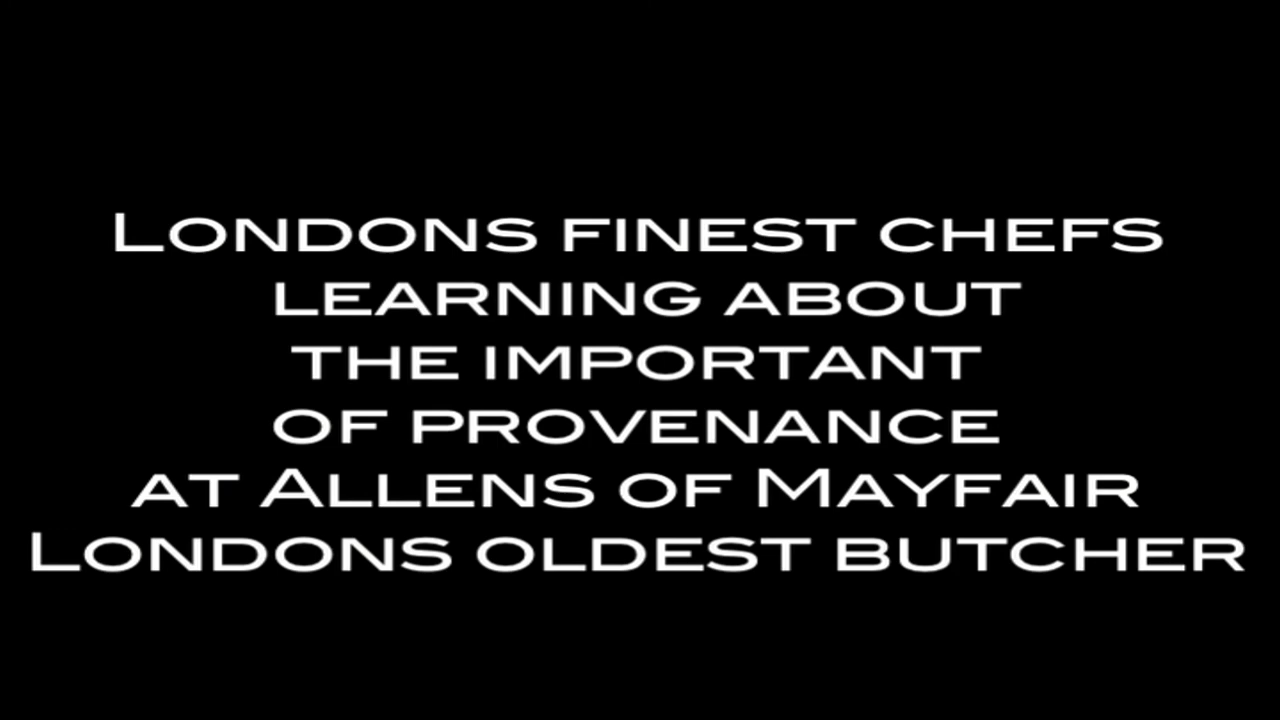 Londons finest chefs
learning about
the important
of provenance
at Allens of Mayfair
Londons oldest butcher